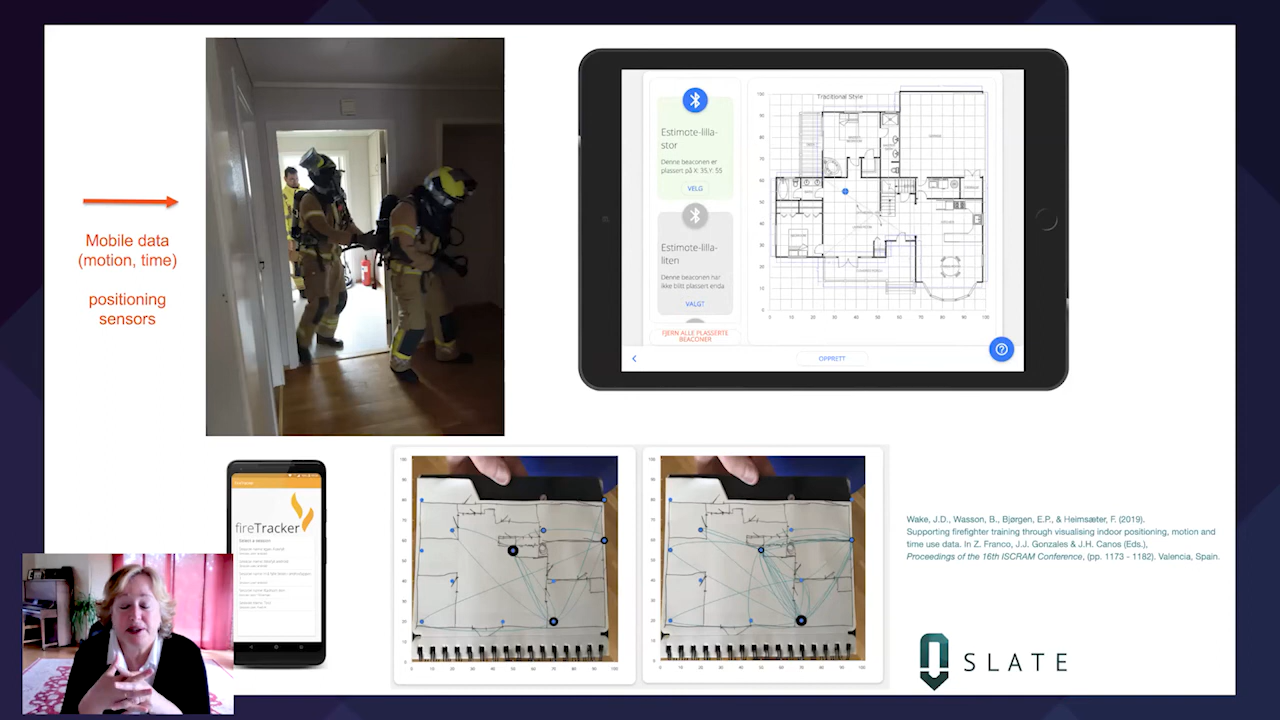 Mobile data
(motion, time)
positioning
sensors
Estimote-lilla-
stor
Denne beaconen er
plassert på X: 35,Y: 55
VELG
Estimote-lilla-
liten
Denne beaconen har
ikke blitt plassert enda
VALGT
FJERN ALLE PLASSERTE
BEACONER
Traditional Style
OPPRETT
fireTracker
Select a session
Wake, J.D., Wasson, B., Bjørgen, E.P., & Heimsæter, F. (2019).
Supporting firefighter training through visualising indoor positioning, motion and
time use data. In Z. Franco, J.J. Gonzales & J.H. Canos (Eds.),
Proceedings of the 16th ISCRAM Conference, (pp. 1173 - 1182). Valencia, Spain.
SLATE